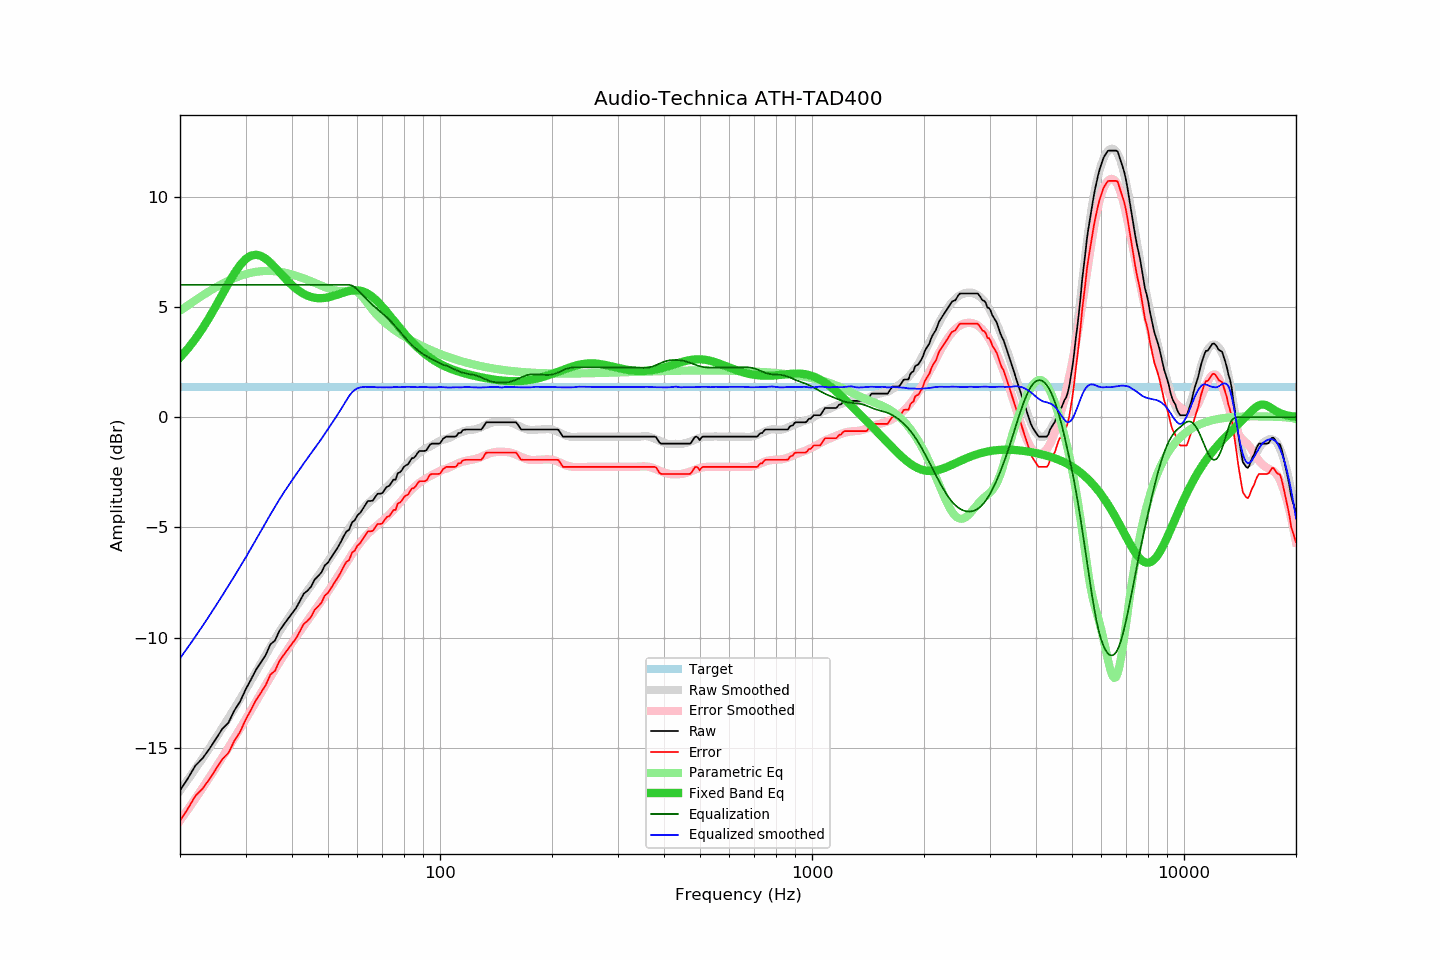 Audio-Technica ATH-TAD400
Amplitude (dBr)
10
5
0
−5
−10
−15
Target
Raw Smoothed
Error Smoothed
Raw
Error
Parametric Eq
Fixed Band Eq
Equalization
Equalized smoothed
100
1000
10000
Frequency (Hz)